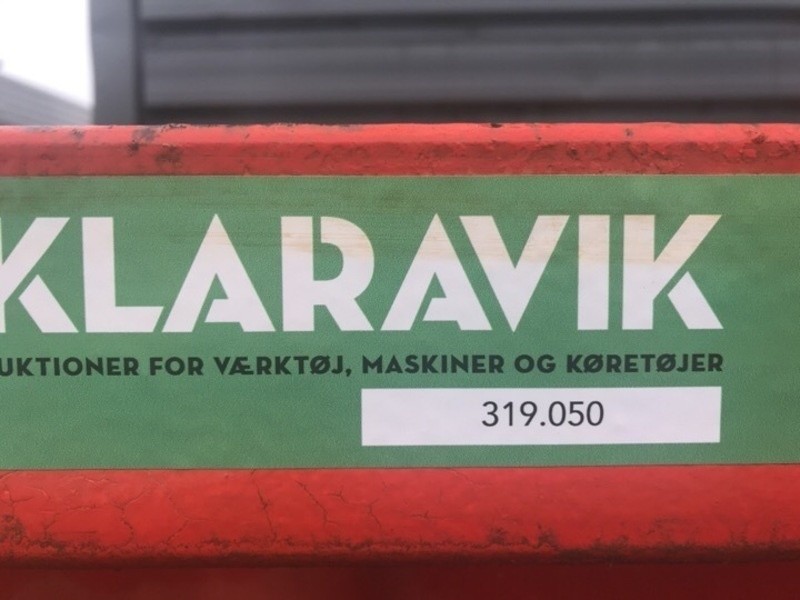 KLARAVIK
UKTIONER FOR VÆRKTØJ, MASKINER OG KØRETØJER
319.050